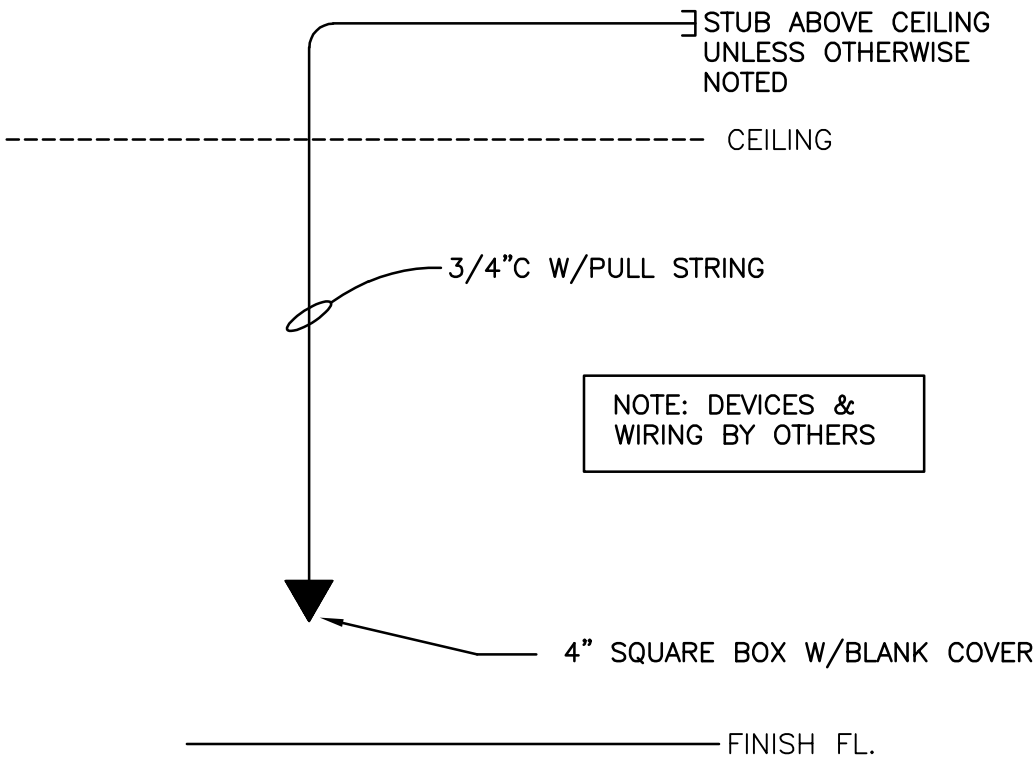 STUB ABOVE CEILING
UNLESS OTHERWISE
NOTED
CEILING
3/4"C W/PULL STRING
NOTE: DEVICES &
WIRING BY OTHERS
4" SQUARE BOX W/BLANK COVER
FINISH FL.